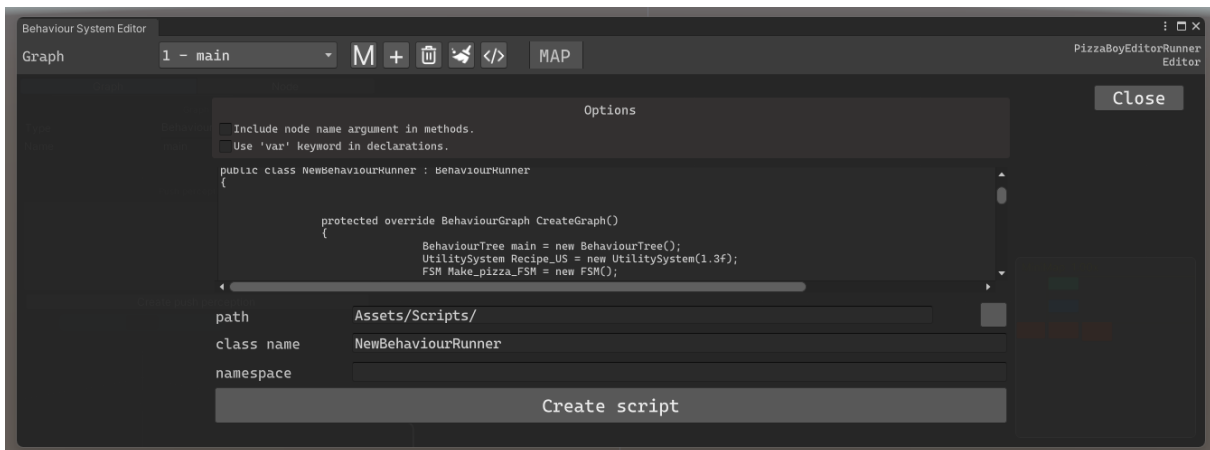 Behaviour System Editor
Graph
1 - main
M
+
</>
MAP
PizzaBoyEditorRunner
Editor
Close
Options
Include node name argument in methods.
Use 'var' keyword in declarations.
public class NewBehaviourRunner : BehaviourRunner
{
protected override BehaviourGraph CreateGraph()
{
BehaviourTree main = new BehaviourTree();
UtilitySystem Recipe_US = new UtilitySystem(1.3f);
FSM Make_pizza_FSM = new FSM();
path
Assets/Scripts/
class name
NewBehaviourRunner
namespace
Create script